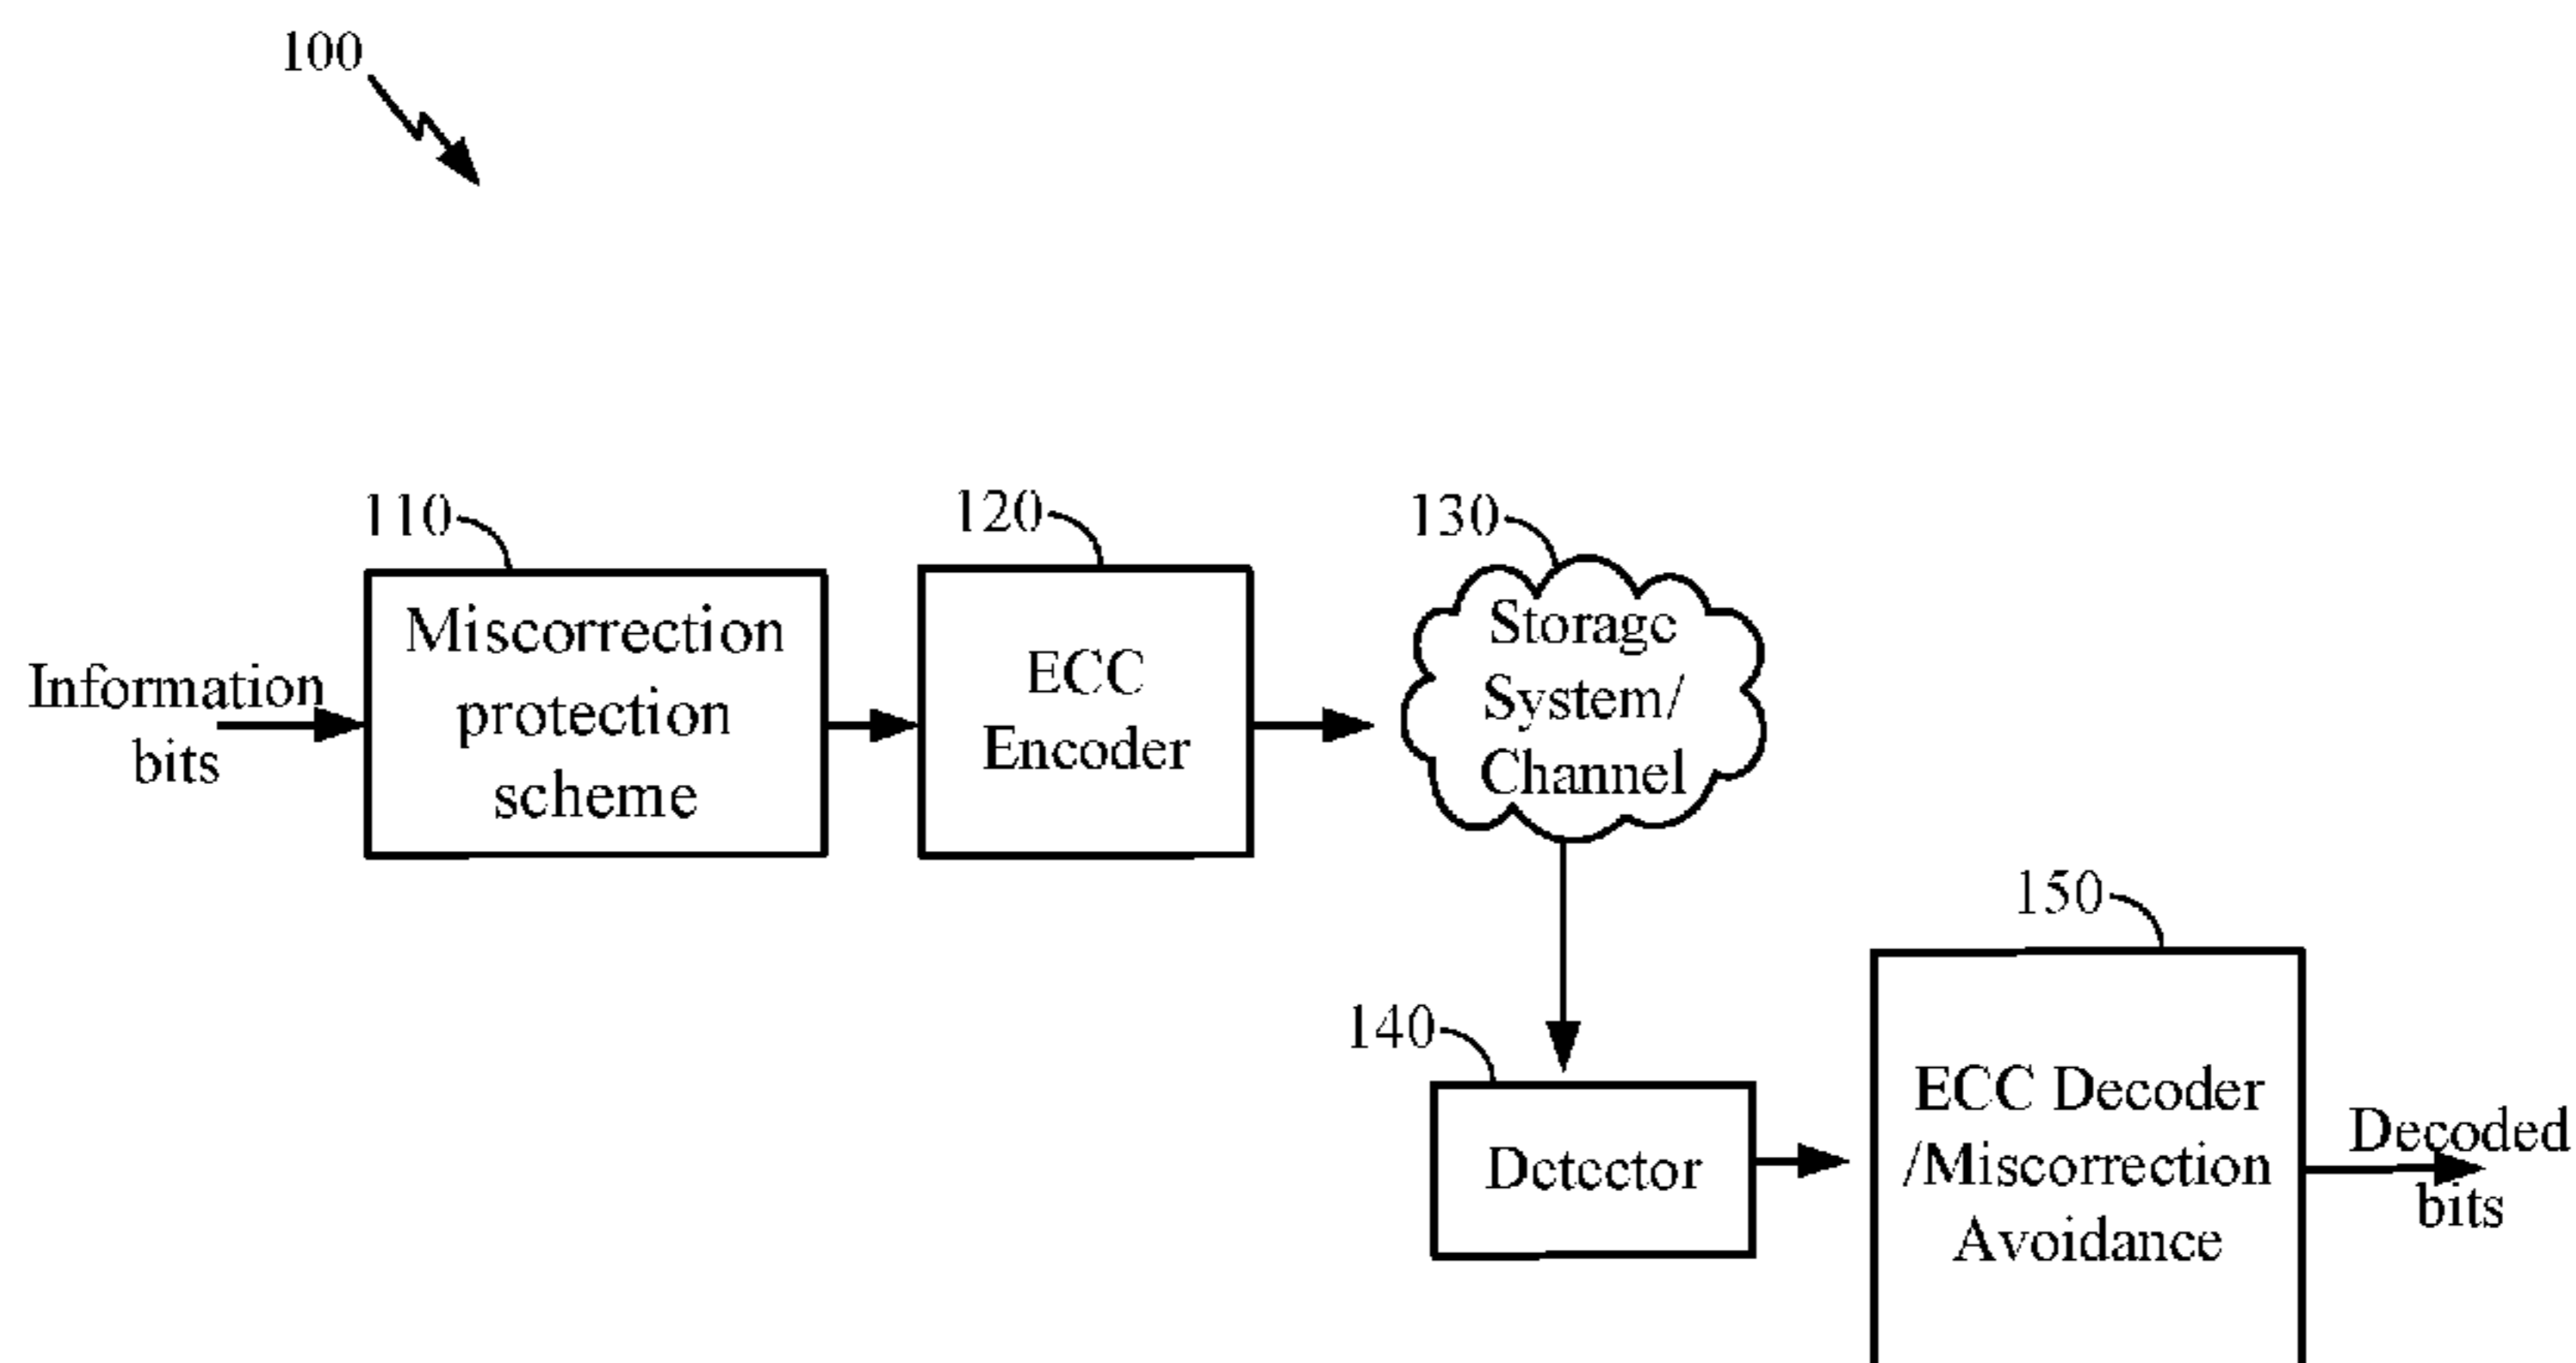 100
110
120
130
Information
bits
Miscorrection
protection
scheme
ECC
Encoder
Storage
System/
Channel
140
150
Detector
ECC Decoder
/Miscorrection
Avoidance
Decoded
bits